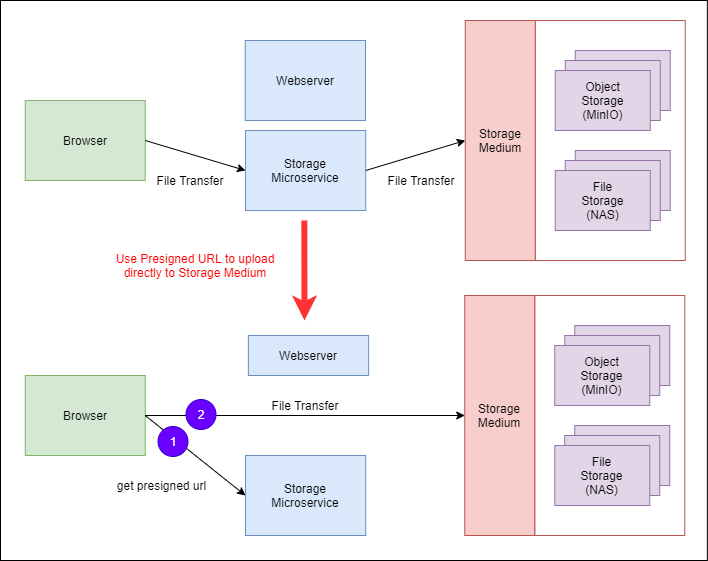 Webserver
Browser
Storage
Microservice
File Transfer
File Transfer
Storage
Medium
Object
Storage
(MinIO)
File
Storage
(NAS)
Use Presigned URL to upload
directly to Storage Medium
Webserver
Browser
2
File Transfer
1
get presigned url
Storage
Microservice
Storage
Medium
Object
Storage
(MinIO)
File
Storage
(NAS)